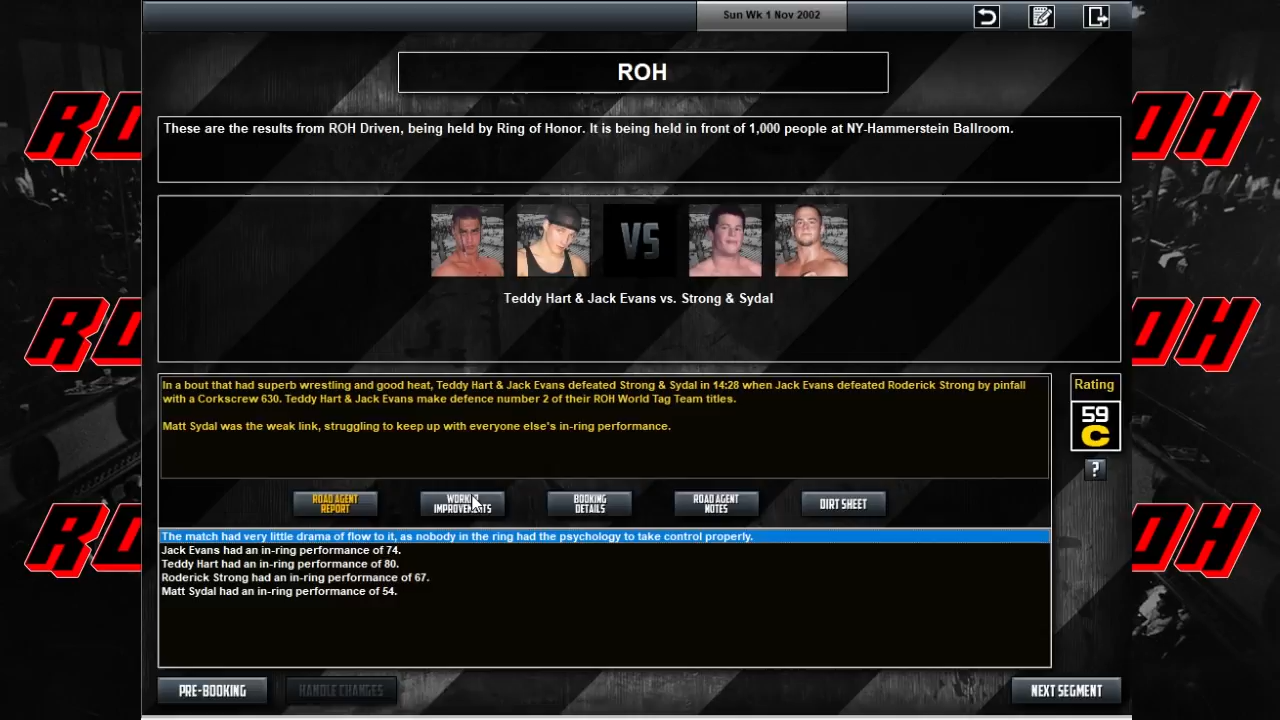 Sun Wk 1 Nov 2002
ROH
These are the results from ROH Driven, being held by Ring of Honor. It is being held in front of 1,000 people at NY-Hammerstein Ballroom.
VS
Teddy Hart & Jack Evans vs. Strong & Sydal
In a bout that had superb wrestling and good heat, Teddy Hart & Jack Evans defeated Strong & Sydal in 14:28 when Jack Evans defeated Roderick Strong by pinfall
with a Corkscrew 630. Teddy Hart & Jack Evans make defence number 2 of their ROH World Tag Team titles.
Matt Sydal was the weak link, struggling to keep up with everyone else's in-ring performance.
Rating
59
C
?
ROAD AGENT
REPORT
IMPROVEMENTS
BOOKING
DETAILS
ROAD AGENT
NOTES
DIRT SHEET
The match had very little drama of flow to it, as nobody in the ring had the psychology to take control properly.
Jack Evans had an in-ring performance of 74.
Teddy Hart had an in-ring performance of 80.
Roderick Strong had an in-ring performance of 67.
Matt Sydal had an in-ring performance of 54.
PRE-BOOKING
HANDLE CHANGES
NEXT SEGMENT